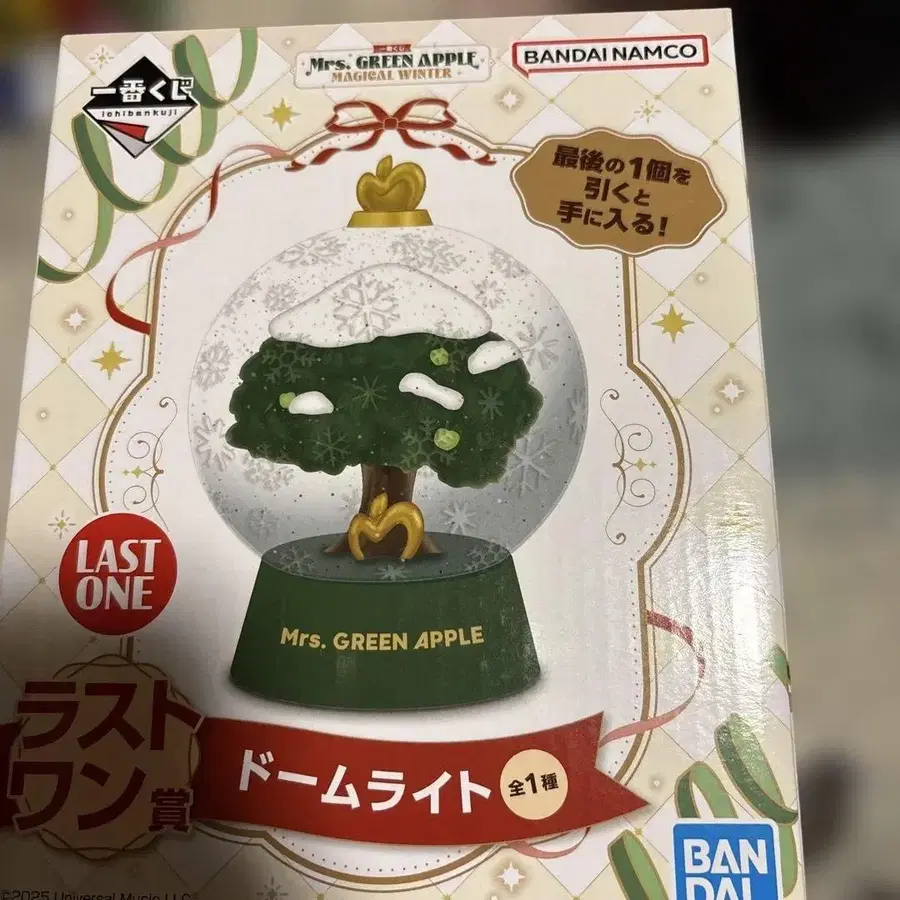 一番くじ
ichibankuji
一番くじ
Mrs. GREEN APPLE
MAGICAL WINTER
BANDAI NAMCO
最後の1個を
引くと
手に入る!
LAST
ONE
Mrs. GREEN APPLE
ラスト
ワン賞
ドームライト 全1種
BAN
DAI
©2025 Universal Music LLC